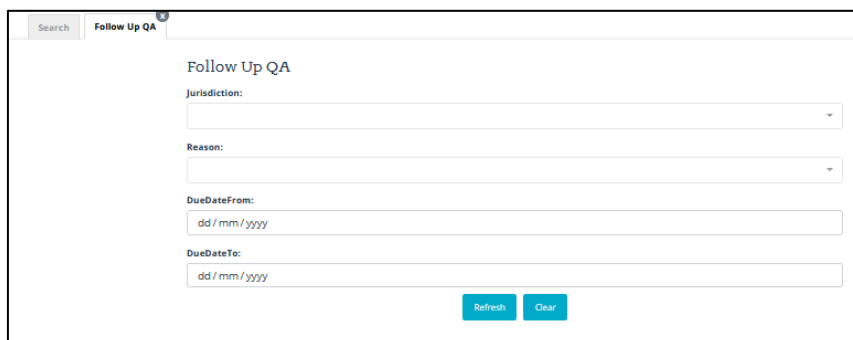 Search
Follow Up QA
x
Follow Up QA
Jurisdiction:
Reason:
DueDateFrom:
dd / mm / yyyy
DueDateTo:
dd / mm / yyyy
Refresh
Clear